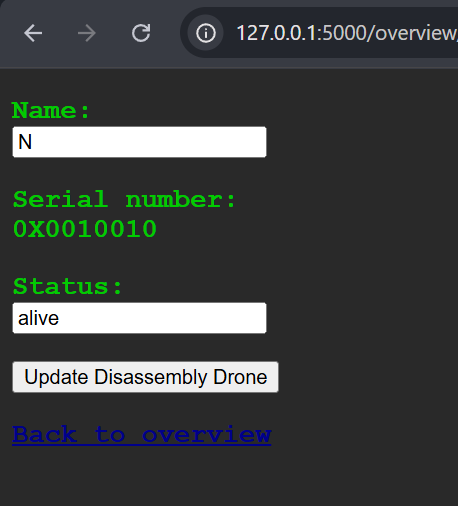 127.0.0.1:5000/overview
Name:
N
Serial number:
0X0010010
Status:
alive
Update Disassembly Drone
Back to overview